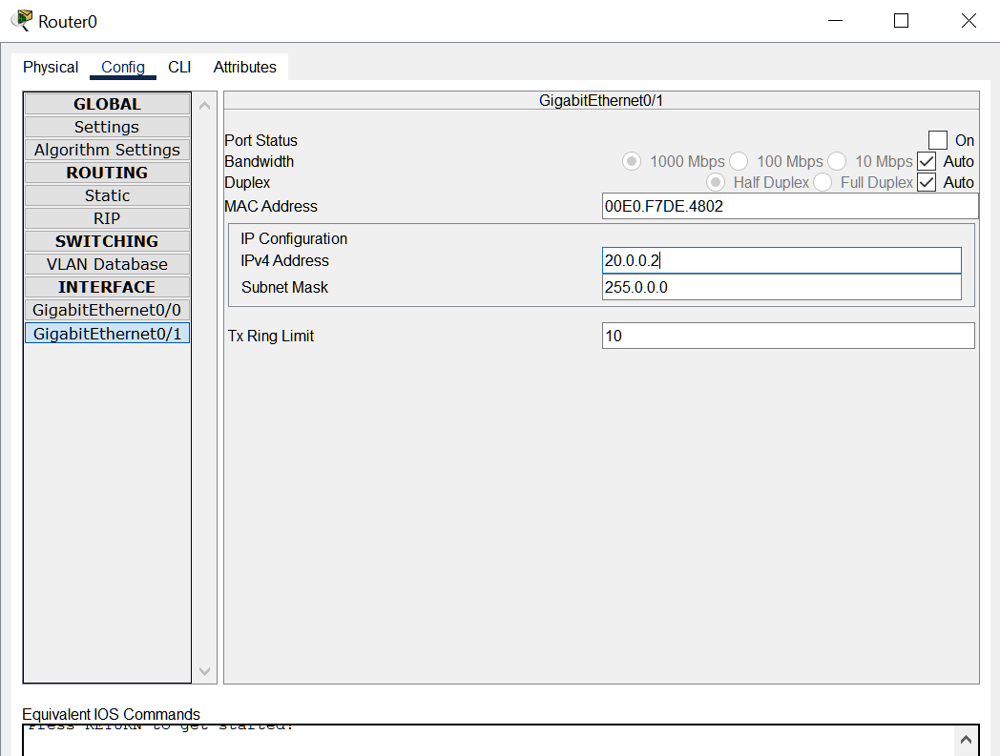 Router0
Physical Config CLI Attributes
GLOBAL
Settings
Algorithm Settings
ROUTING
Static
RIP
SWITCHING
VLAN Database
INTERFACE
GigabitEthernet0/0
GigabitEthernet0/1
GigabitEthernet0/1
Port Status On
Bandwidth 1000 Mbps 100 Mbps 10 Mbps Auto
Duplex Half Duplex Full Duplex Auto
MAC Address 00E0.F7DE.4802
IP Configuration
IPv4 Address 20.0.0.2
Subnet Mask 255.0.0.0
Tx Ring Limit 10
Equivalent IOS Commands
Press RETURN to get started!